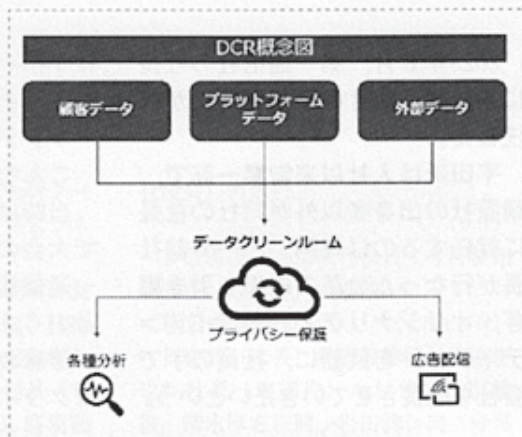 DCR概念図
顧客データ
プラットフォーム
データ
外部データ
データクリーンルーム
プライバシー保証
各種分析
広告配信